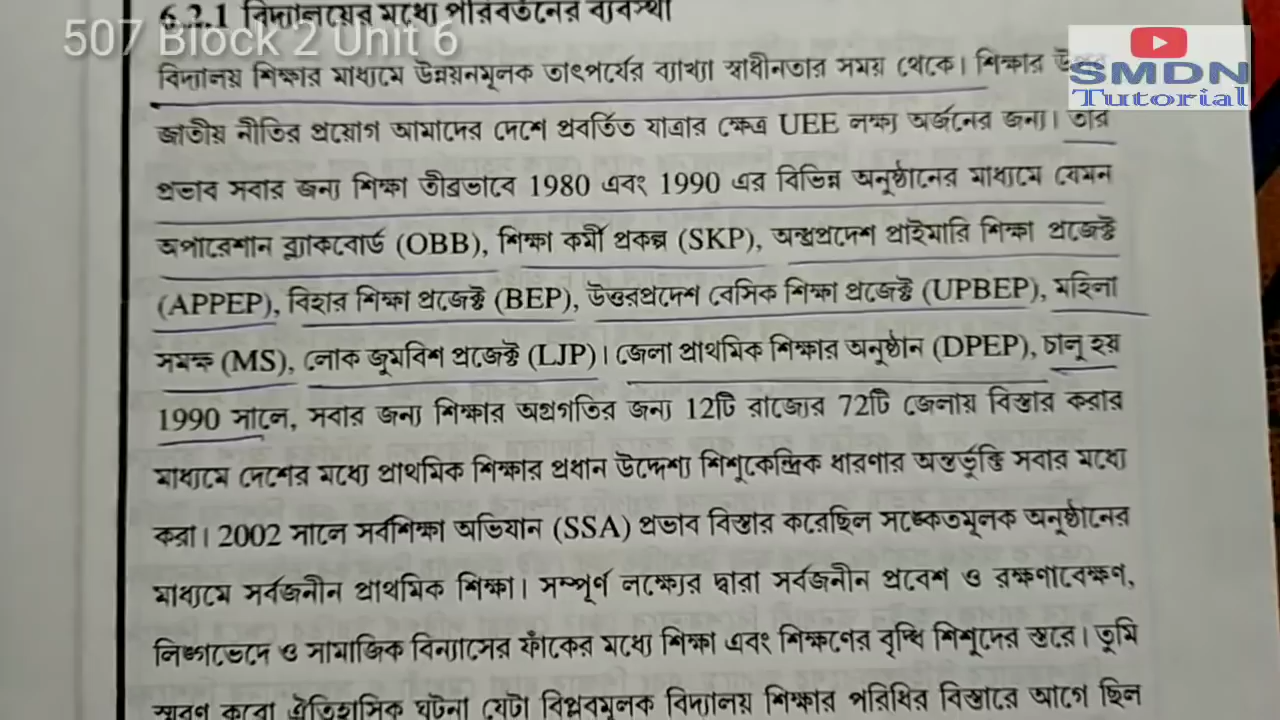 6.2.1 বিদ্যালয়ের মধ্যে পরিবর্তনের ব্যবস্থা
507 Block 2 Unit 6
SMDN
Tutorial
বিদ্যালয় শিক্ষার মাধ্যমে উন্নয়নমূলক তাৎপর্যের ব্যাখ্যা স্বাধীনতার সময় থেকে। শিক্ষার
জাতীয় নীতির প্রয়োগ আমাদের দেশে প্রবর্তিত যাত্রার ক্ষেত্র UEE লক্ষ্য অর্জনের জন্য। তার
প্রভাব সবার জন্য শিক্ষা তীব্রভাবে 1980 এবং 1990 এর বিভিন্ন অনুষ্ঠানের মাধ্যমে যেমন
অপারেশান ব্ল্যাকবোর্ড (OBB), শিক্ষা কর্মী প্রকল্প (SKP), অন্ধ্রপ্রদেশ প্রাইমারি শিক্ষা প্রজেক্ট
(APPEP), বিহার শিক্ষা প্রজেক্ট (BEP), উত্তরপ্রদেশ বেসিক শিক্ষা প্রজেক্ট (UPBEP), মহিলা
সমক্ষ (MS), লোক জুমবিশ প্রজেক্ট (LJP)। জেলা প্রাথমিক শিক্ষার অনুষ্ঠান (DPEP), চালু হয়
1990 সালে, সবার জন্য শিক্ষার অগ্রগতির জন্য 12টি রাজ্যের 72টি জেলায় বিস্তার করার
মাধ্যমে দেশের মধ্যে প্রাথমিক শিক্ষার প্রধান উদ্দেশ্য শিশুকেন্দ্রিক ধারণার অন্তর্ভূক্তি সবার মধ্যে
করা। 2002 সালে সর্বশিক্ষা অভিযান (SSA) প্রভাব বিস্তার করেছিল সঙ্কেতমূলক অনুষ্ঠানের
মাধ্যমে সর্বজনীন প্রাথমিক শিক্ষা। সম্পূর্ণ লক্ষ্যের দ্বারা সর্বজনীন প্রবেশ ও রক্ষণাবেক্ষণ,
লিঙ্গভেদে ও সামাজিক বিন্যাসের ফাঁকের মধ্যে শিক্ষা এবং শিক্ষণের বৃদ্ধি শিশুদের স্তরে। তুমি
স্মরণ করো ঐতিহাসিক ঘটনা যেটা বিপ্লবমূলক বিদ্যালয় শিক্ষার পরিধির বিস্তারে আগে ছিল